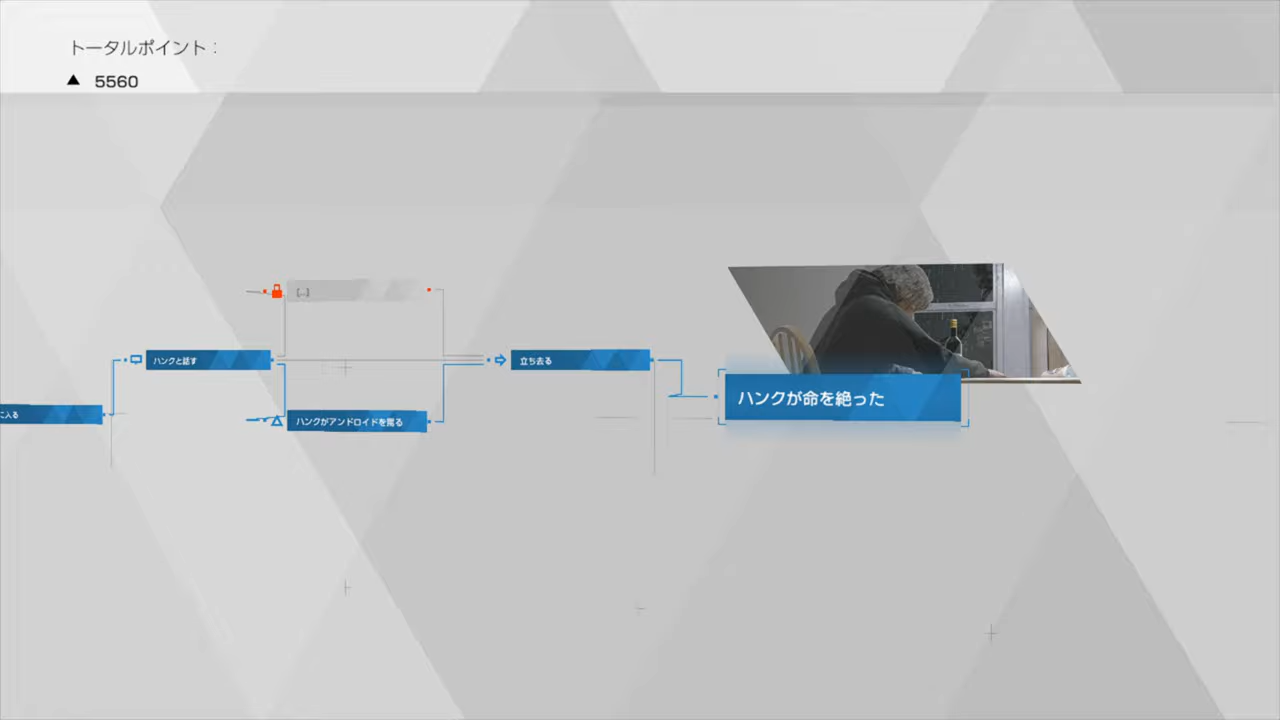 トータルポイント :
▲ 5560
[...]
ハンクと話す
立ち去る
ハンクが命を絶った
に入る
ハンクがアンドロイドを罵る